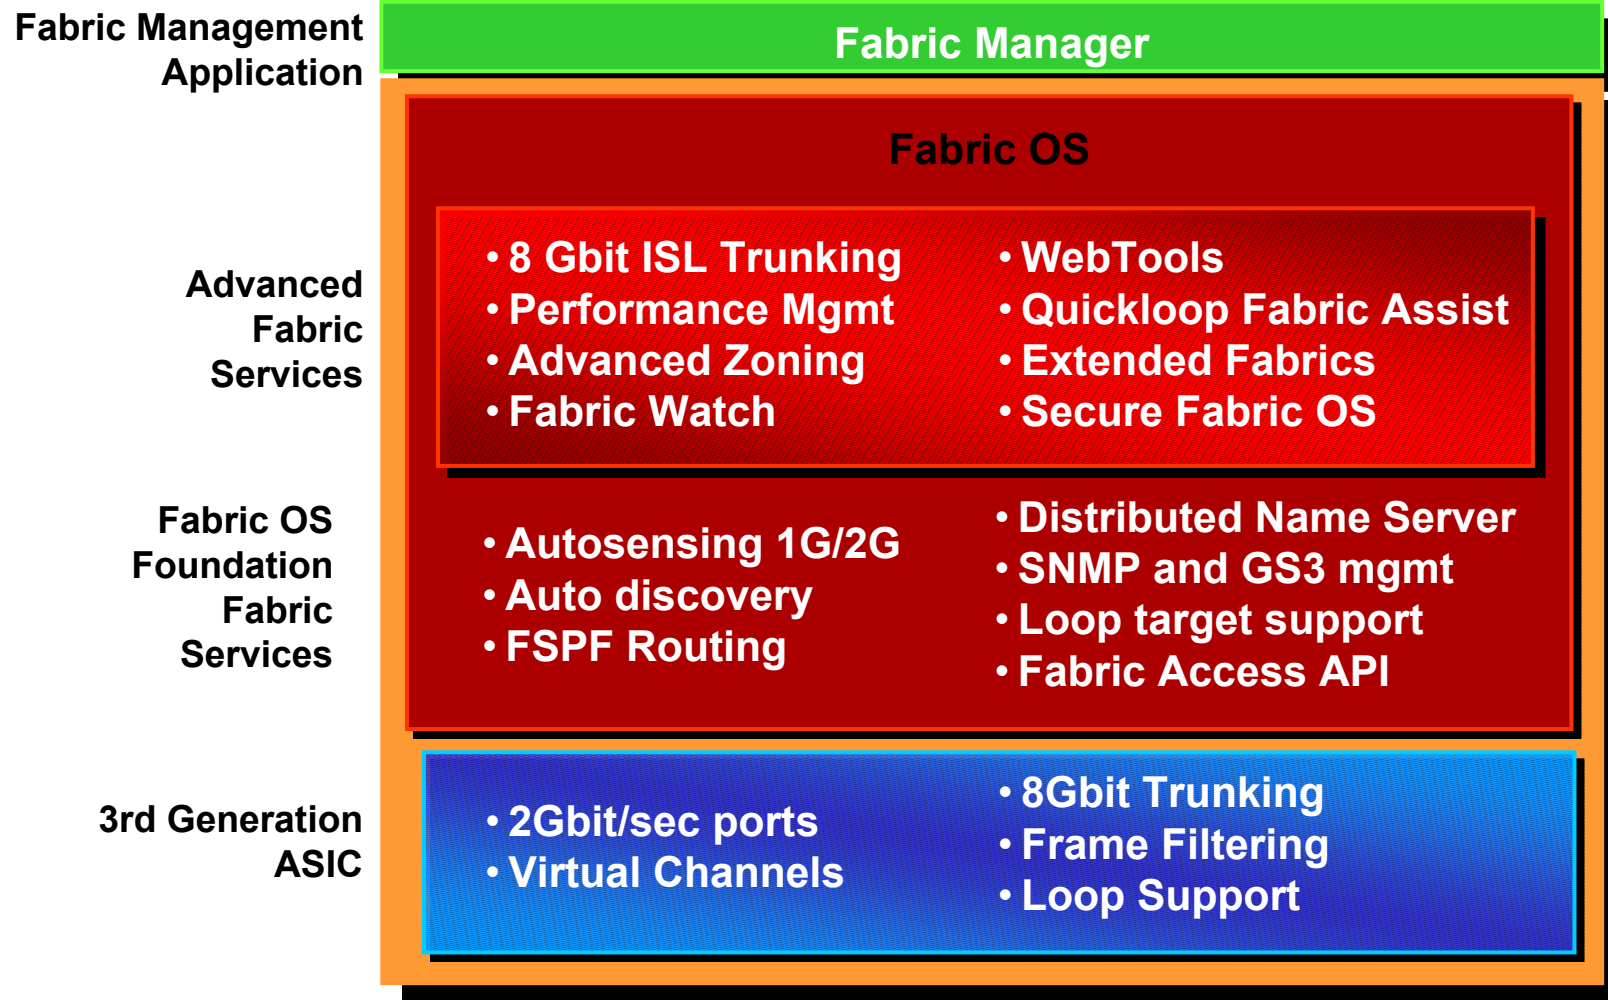 Fabric Management
Application
Fabric Manager
Fabric OS
Advanced
Fabric
Services
• 8 Gbit ISL Trunking
• Performance Mgmt
• Advanced Zoning
• Fabric Watch
• WebTools
• Quickloop Fabric Assist
• Extended Fabrics
• Secure Fabric OS
Fabric OS
Foundation
Fabric
Services
• Autosensing 1G/2G
• Auto discovery
• FSPF Routing
• Distributed Name Server
• SNMP and GS3 mgmt
• Loop target support
• Fabric Access API
3rd Generation
ASIC
• 2Gbit/sec ports
• Virtual Channels
• 8Gbit Trunking
• Frame Filtering
• Loop Support